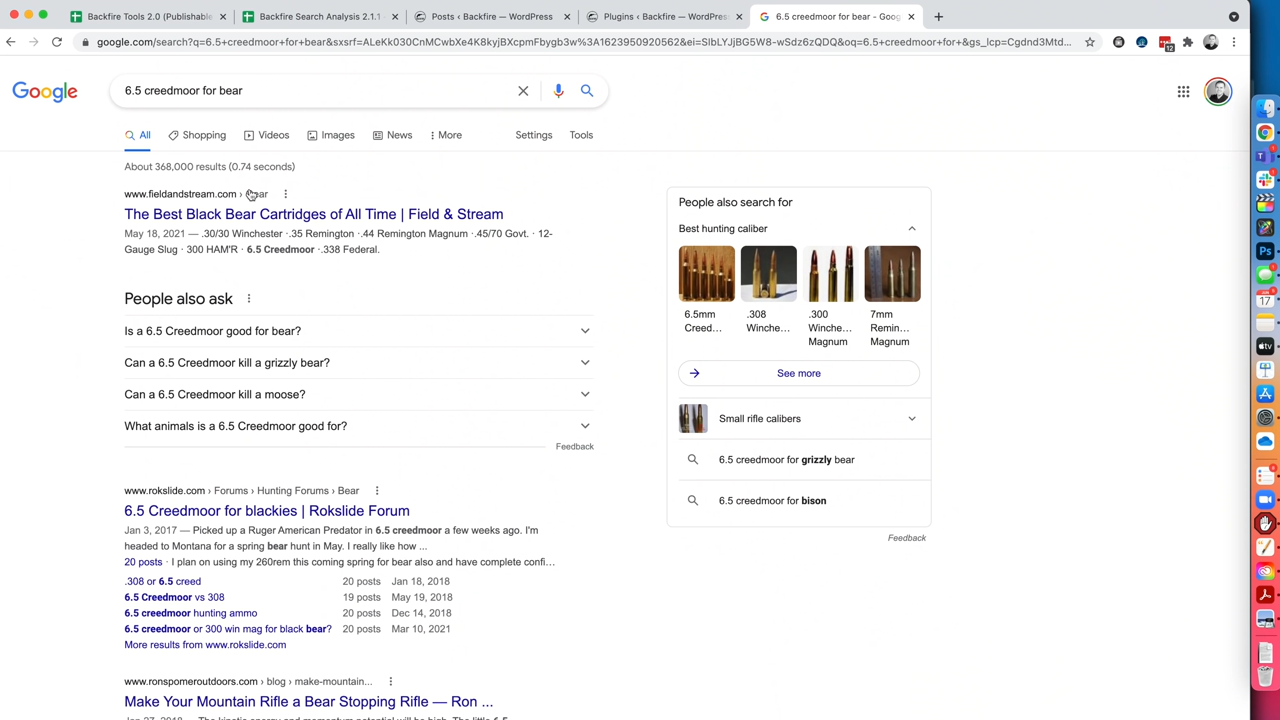 Backfire Tools 2.0 (Publishable
Backfire Search Analysis 2.1.1 -
Posts ‹ Backfire — WordPress
Plugins ‹ Backfire — WordPress
6.5 creedmoor for bear - Goog
google.com/search?q=6.5+creedmoor+for+bear&sxsrf=ALeKk030CnMCwbXe4K8kyjBXcpmFbygb3w%3A1623950920562&ei=SIbLYJjBG5W8-wSdz6zQDQ&oq=6.5+creedmoor+for+&gs_lcp=Cgdnd3Mtd...
12
Google
6.5 creedmoor for bear
All
Shopping
Videos
Images
News
More
Settings
Tools
About 368,000 results (0.74 seconds)
www.fieldandstream.com ›
The Best Black Bear Cartridges of All Time | Field & Stream
May 18, 2021 — .30/30 Winchester ·.35 Remington ·.44 Remington Magnum ·.45/70 Govt. · 12-
Gauge Slug · 300 HAM'R · 6.5 Creedmoor ·.338 Federal.
People also ask
Is a 6.5 Creedmoor good for bear?
Can a 6.5 Creedmoor kill a grizzly bear?
Can a 6.5 Creedmoor kill a moose?
What animals is a 6.5 Creedmoor good for?
Feedback
www.rokslide.com › Forums › Hunting Forums › Bear
6.5 Creedmoor for blackies | Rokslide Forum
Jan 3, 2017 — Picked up a Ruger American Predator in 6.5 creedmoor a few weeks ago. I'm
headed to Montana for a spring bear hunt in May. I really like how ...
20 posts · I plan on using my 260rem this coming spring for bear also and have complete confi...
.308 or 6.5 creed 20 posts Jan 18, 2018
6.5 Creedmoor vs 308 19 posts May 19, 2018
6.5 creedmoor hunting ammo 20 posts Dec 14, 2018
6.5 creedmoor or 300 win mag for black bear? 20 posts Mar 10, 2021
More results from www.rokslide.com
www.ronspomeroutdoors.com › blog › make-mountain...
Make Your Mountain Rifle a Bear Stopping Rifle — Ron ...
People also search for
Best hunting caliber
6.5mm
Creed...
.308
Winche...
.300
Winche...
Magnum
7mm
Remin...
Magnum
See more
Small rifle calibers
6.5 creedmoor for grizzly bear
6.5 creedmoor for bison
Feedback
17
Ps